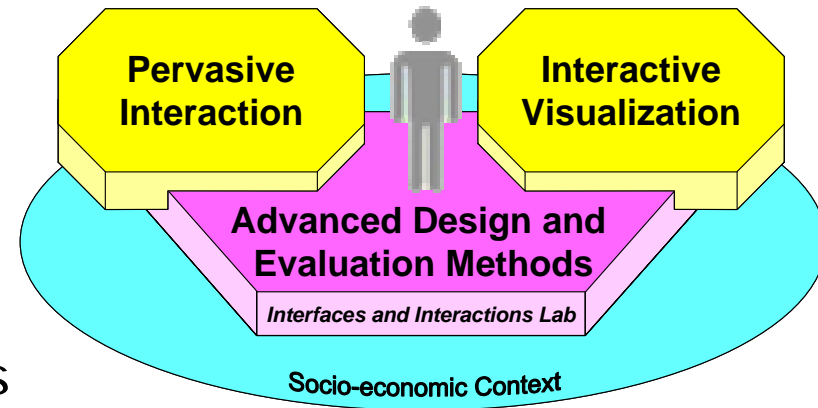 Pervasive
Interaction
Interactive
Visualization
Advanced Design and
Evaluation Methods
Interfaces and Interactions Lab
s
Socio-economic Context